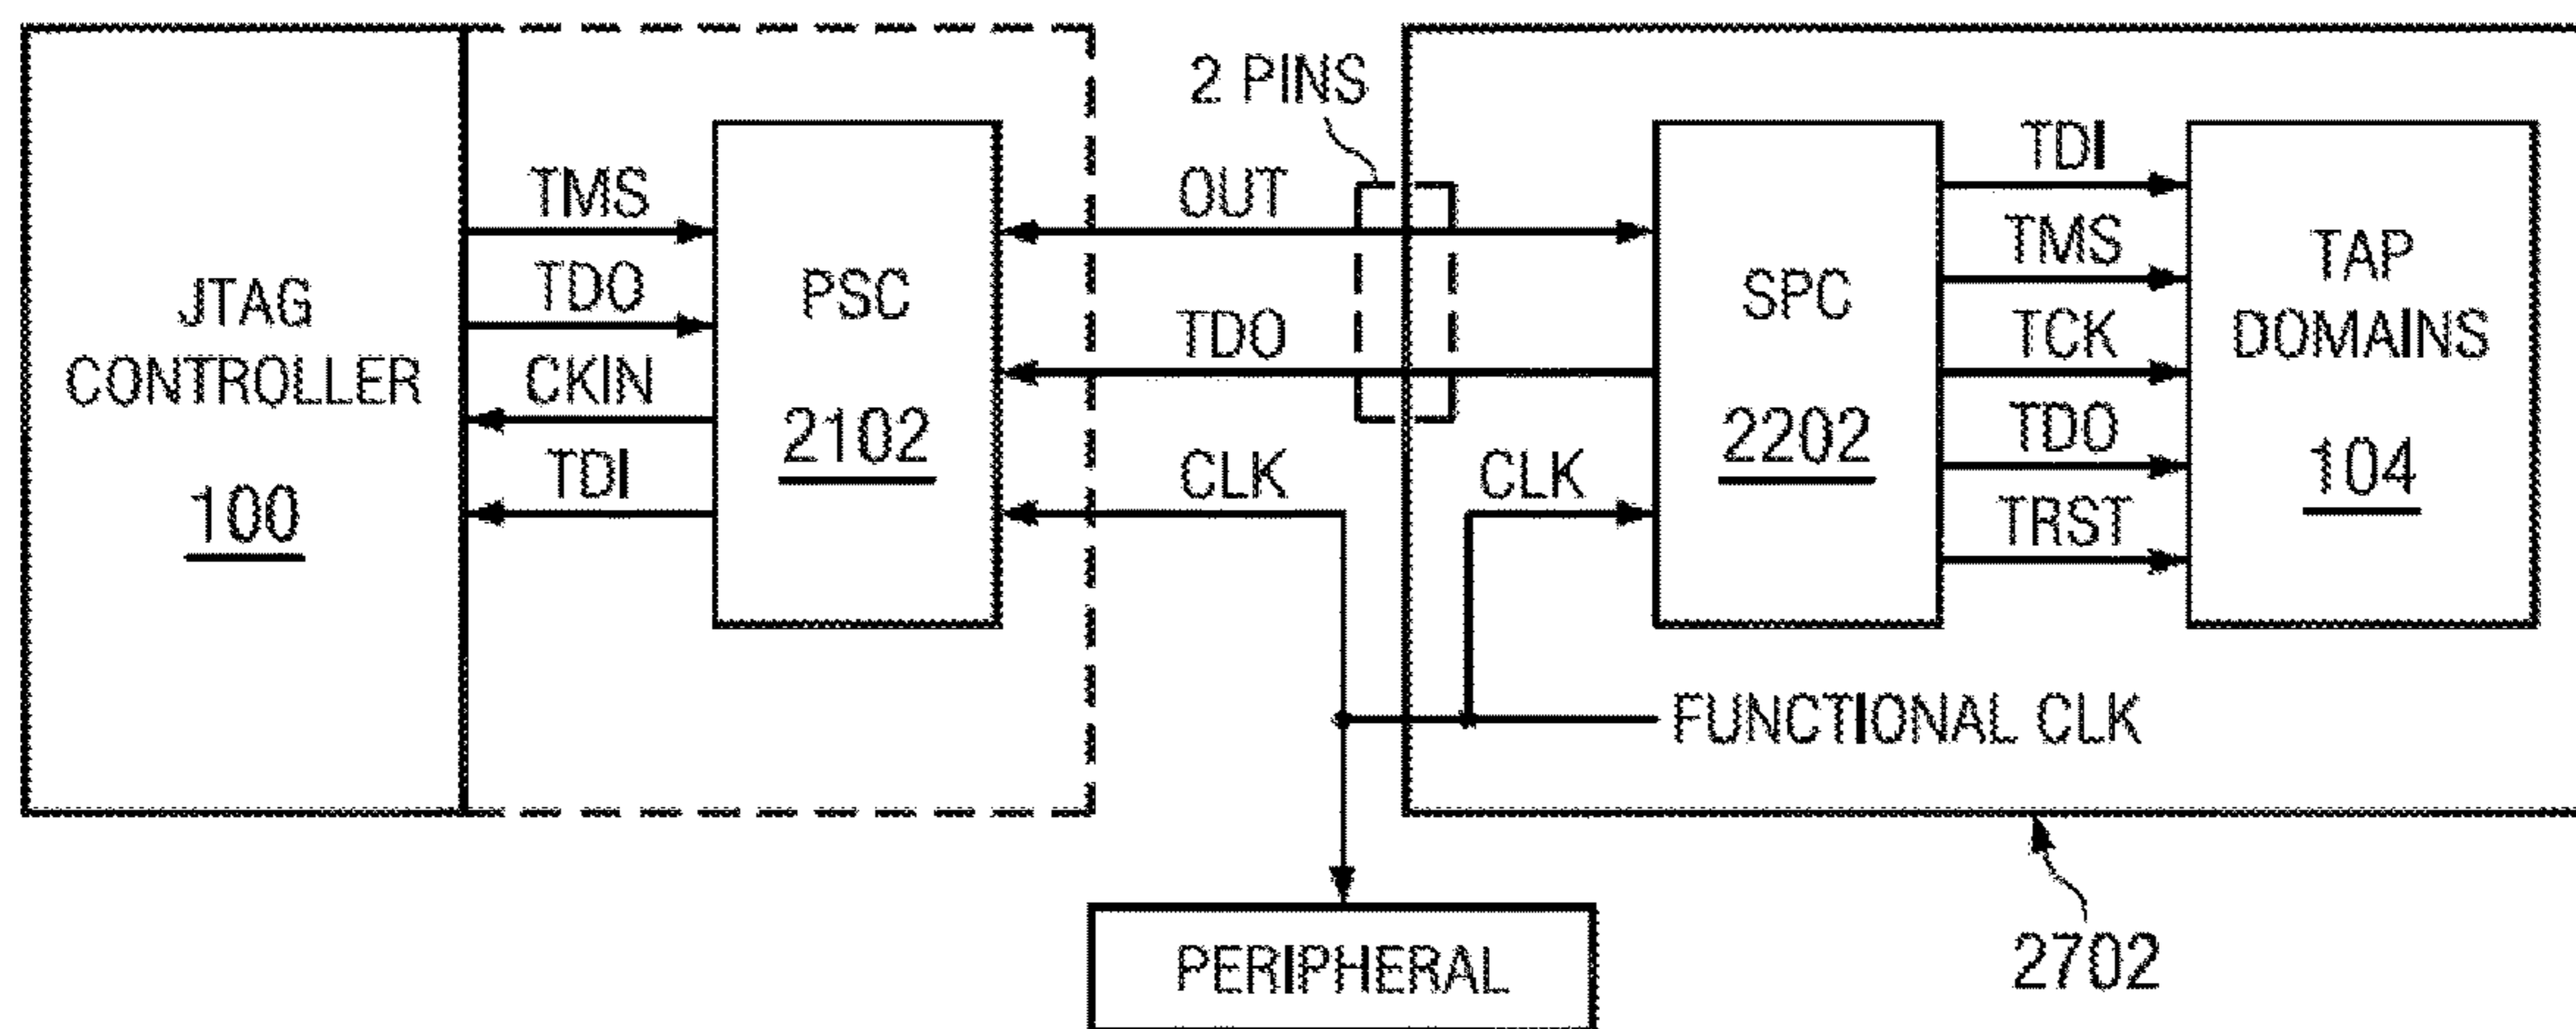 JTAG
CONTROLLER
100
TMS
TDO
CKIN
TDI
PSC
2102
2 PINS
OUT
TDO
CLK
CLK
SPC
2202
TDI
TMS
TCK
TDO
TRST
TAP
DOMAINS
104
FUNCTIONAL CLK
PERIPHERAL
2702